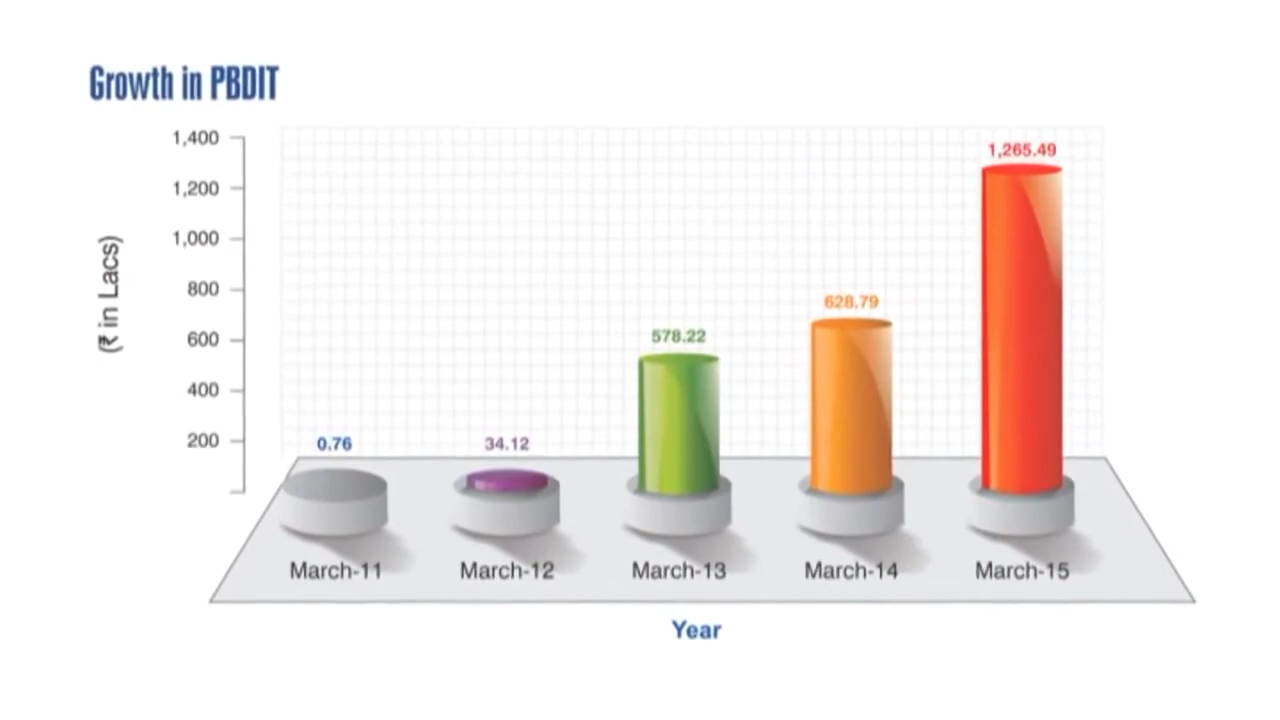 Growth in PBDIT
1,400
1,200
1,000
800
600
400
200
(₹ in Lacs)
0.76
34.12
578.22
628.79
1,265.49
March-11
March-12
March-13
March-14
March-15
Year